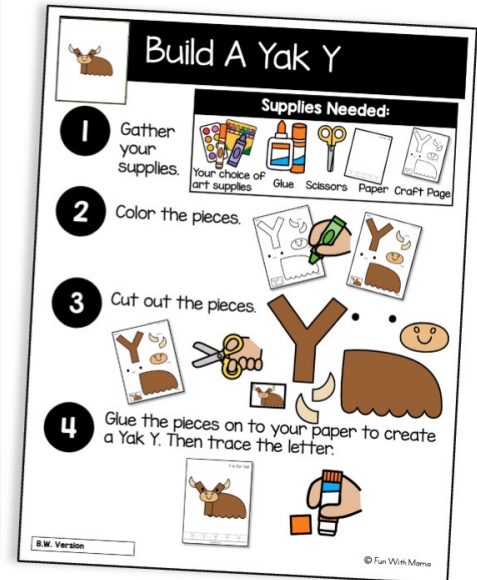 Build A Yak Y
Supplies Needed:
1
Gather
your
supplies.
Your choice of
art supplies
Glue
Scissors
Paper
Craft Page
2
Color the pieces.
3
Cut out the pieces.
4
Glue the pieces on to your paper to create
a Yak Y. Then trace the letter.
B.W. Version
© Fun With Mama